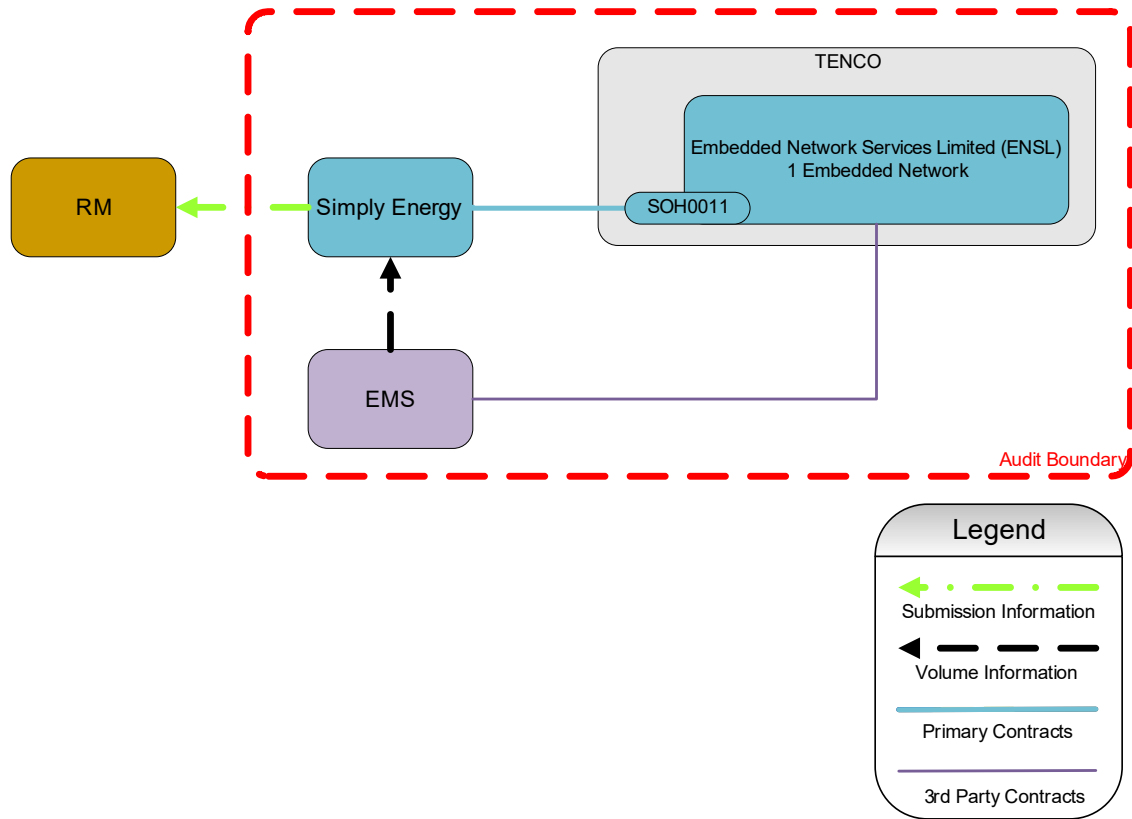 TENCO
Embedded Network Services Limited (ENSL)
1 Embedded Network
RM
Simply Energy
SOH0011
EMS
Audit Boundary
Legend
Submission Information
Volume Information
Primary Contracts
3rd Party Contracts